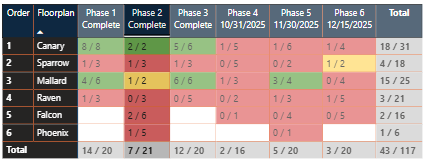 Order Floorplan Phase 1 Complete Phase 2 Complete Phase 3 Complete Phase 4 10/31/2025 Phase 5 11/30/2025 Phase 6 12/15/2025 Total
1 Canary 8 / 8 2 / 2 5 / 6 1 / 5 1 / 6 1 / 4 18 / 31
2 Sparrow 1 / 3 1 / 3 0 / 3 0 / 3 0 / 4 1 / 2 4 / 18
3 Mallard 4 / 6 1 / 2 6 / 6 1 / 3 3 / 4 0 / 4 15 / 25
4 Raven 1 / 3 0 / 3 0 / 5 0 / 4 1 / 2 1 / 4 3 / 21
5 Falcon 2 / 6 0 / 1 0 / 4 0 / 5 2 / 16
6 Phoenix 1 / 5 0 / 1 1 / 6
Total 14 / 20 7 / 21 12 / 20 2 / 16 5 / 20 3 / 20 43 / 117